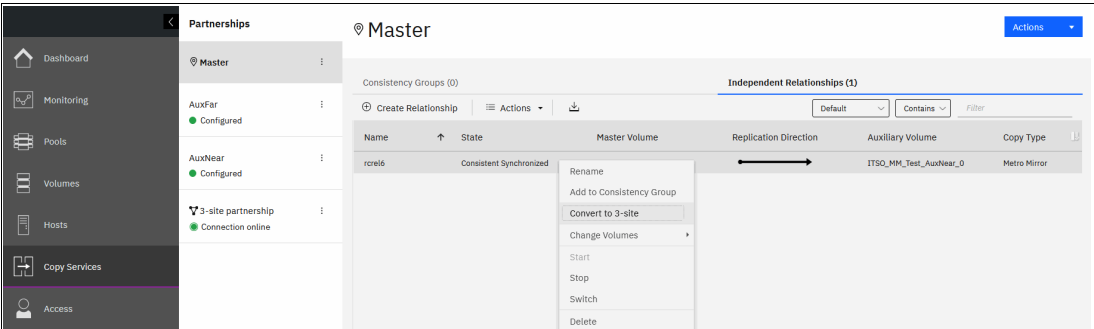 Partnerships
Master
AuxFar
Configured
AuxNear
Configured
3-site partnership
Connection online
Dashboard
Monitoring
Pools
Volumes
Hosts
Copy Services
Access
Master
Actions
Consistency Groups (0)
Independent Relationships (1)
Create Relationship
Actions
Default
Contains
Filter
Name
State
Master Volume
Replication Direction
Auxiliary Volume
Copy Type
rcrel6
Consistent Synchronized
ITSO_MM_Test_AuxNear_0
Metro Mirror
Rename
Add to Consistency Group
Convert to 3-site
Change Volumes
Start
Stop
Switch
Delete